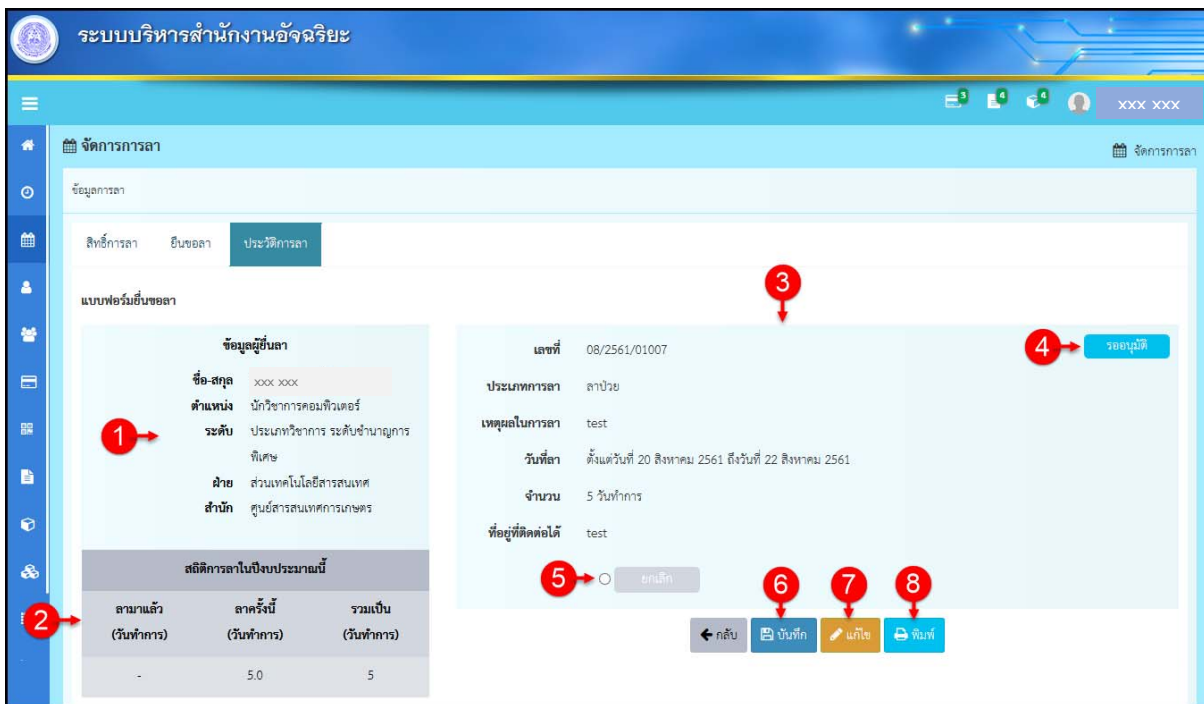 ระบบบริหารสำนักงานอัจฉริยะ
3 4 4 xxx xxx
จัดการการลา
จัดการการลา
ข้อมูลการลา
สิทธิ์การลา ยืนขอลา ประวัติการลา
แบบฟอร์มยื่นขอลา
3
ข้อมูลผู้ยื่นลา
ชื่อ-สกุล xxx xxx
ตำแหน่ง นักวิชาการคอมพิวเตอร์
1
ระดับ ประเภทวิชาการ ระดับชำนาญการ
พิเศษ
ฝ่าย ส่วนเทคโนโลยีสารสนเทศ
สำนัก ศูนย์สารสนเทศการเกษตร
เลขที่ 08/2561/01007
4 รออนุมัติ
ประเภทการลา ลาป่วย
เหตุผลในการลา test
วันที่ลา ตั้งแต่วันที่ 20 สิงหาคม 2561 ถึงวันที่ 22 สิงหาคม 2561
จำนวน 5 วันทำการ
ที่อยู่ที่ติดต่อได้ test
5 ยกเลิก
สถิติการลาในปีงบประมาณนี้
2
ลามาแล้ว ลาครั้งนี้ รวมเป็น
(วันทำการ) (วันทำการ) (วันทำการ)
- 5.0 5
6 7 8
กลับ บันทึก แก้ไข พิมพ์